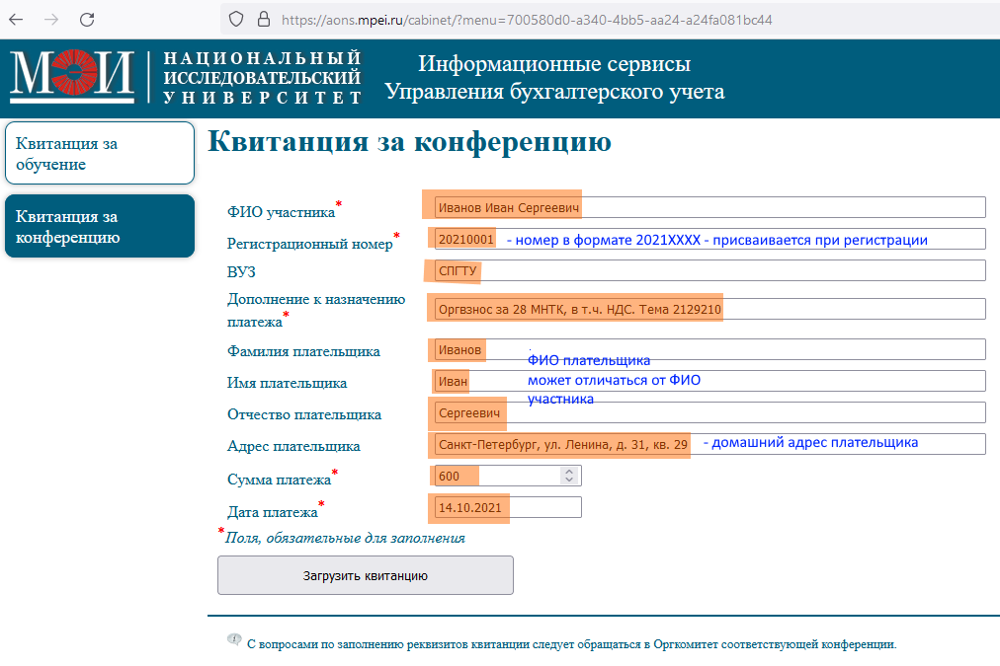 https://aons.mpei.ru/cabinet/?menu=700580d0-a340-4bb5-aa24-a24fa081bc44
МЭИ
НАЦИОНАЛЬНЫЙ
ИССЛЕДОВАТЕЛЬСКИЙ
УНИВЕРСИТЕТ
Информационные сервисы
Управления бухгалтерского учета
Квитанция за
обучение
Квитанция за
конференцию
Квитанция за конференцию
ФИО участника* Иванов Иван Сергеевич
Регистрационный номер* 20210001 - номер в формате 2021XXXX - присваивается при регистрации
ВУЗ СПГТУ
Дополнение к назначению
платежа* Оргвзнос за 28 МНТК, в т.ч. НДС. Тема 2129210
Фамилия плательщика Иванов
ФИО плательщика
Имя плательщика Иван
может отличаться от ФИО
участника
Отчество плательщика Сергеевич
Адрес плательщика Санкт-Петербург, ул. Ленина, д. 31, кв. 29 - домашний адрес плательщика
Сумма платежа* 600
Дата платежа* 14.10.2021
*Поля, обязательные для заполнения
Загрузить квитанцию
С вопросами по заполнению реквизитов квитанции следует обращаться в Оргкомитет соответствующей конференции.